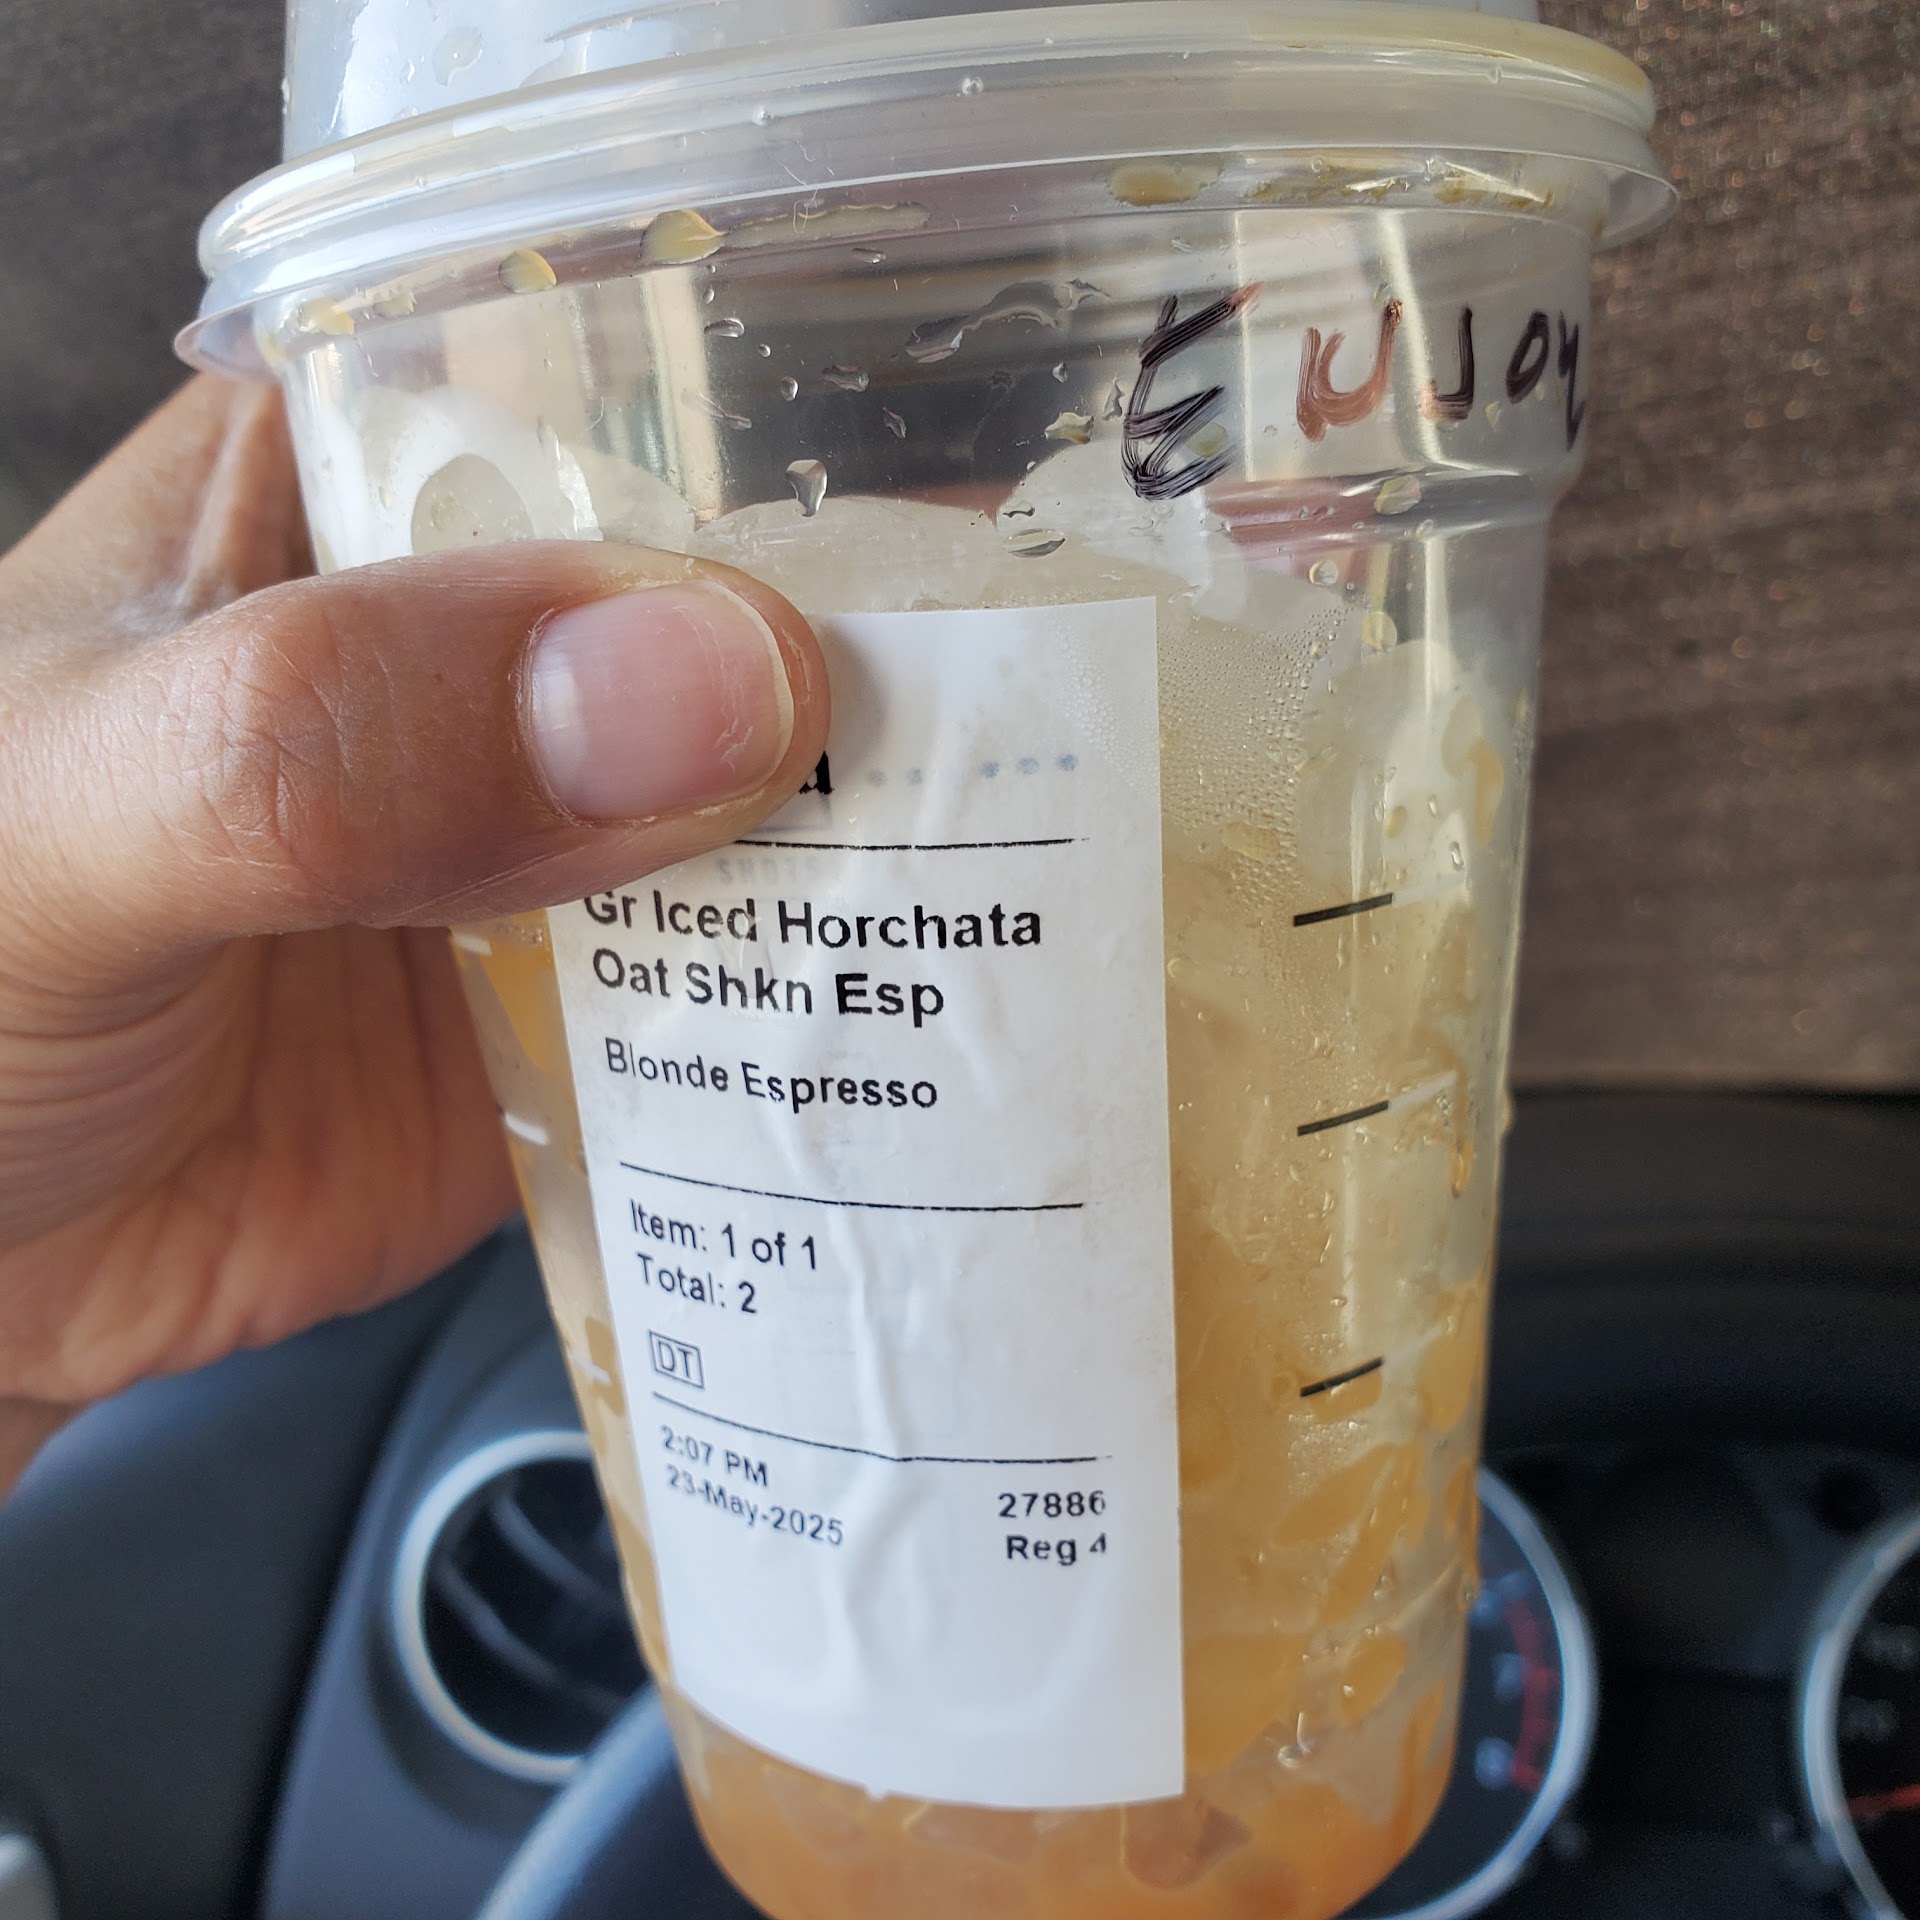 ENJOY
a
SHOTS
Gr Iced Horchata
Oat Shkn Esp
Blonde Espresso
Item: 1 of 1
Total: 2
DT
2:07 PM
23-May-2025
27886
Reg 4